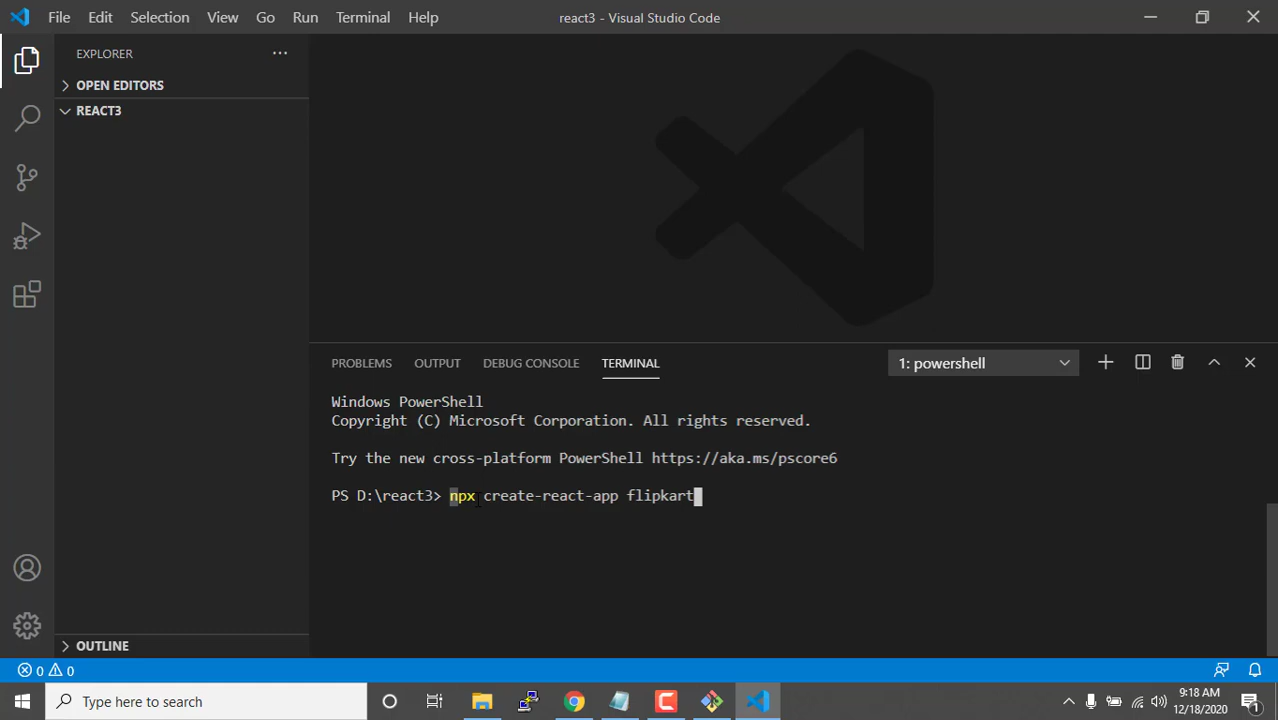 File Edit Selection View Go Run Terminal Help
react3 - Visual Studio Code
EXPLORER
OPEN EDITORS
REACT3
PROBLEMS OUTPUT DEBUG CONSOLE TERMINAL
1: powershell
Windows PowerShell
Copyright (C) Microsoft Corporation. All rights reserved.
Try the new cross-platform PowerShell https://aka.ms/pscore6
PS D:\react3> npx create-react-app flipkart
OUTLINE
0 0
Type here to search
9:18 AM
12/18/2020
1